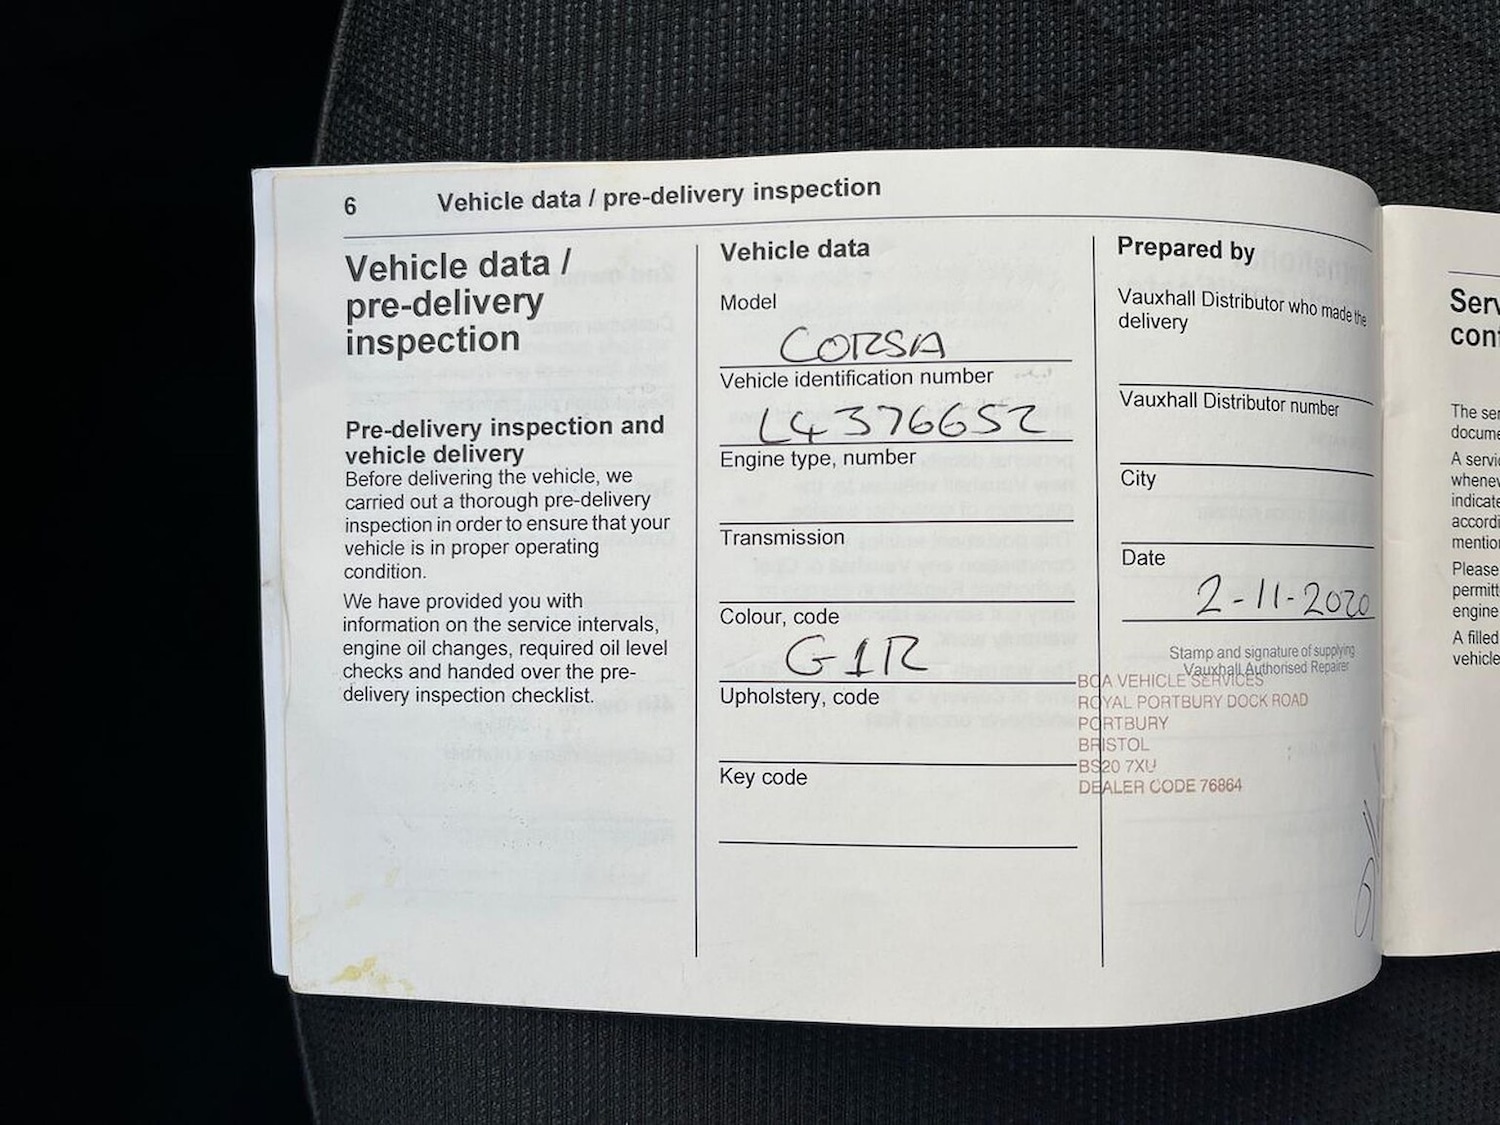 6 Vehicle data / pre-delivery inspection
Vehicle data /
pre-delivery
inspection
Pre-delivery inspection and
vehicle delivery
Before delivering the vehicle, we
carried out a thorough pre-delivery
inspection in order to ensure that your
vehicle is in proper operating
condition.
We have provided you with
information on the service intervals,
engine oil changes, required oil level
checks and handed over the pre-
delivery inspection checklist.
Vehicle data
Model
CORSA
Vehicle identification number
L4376652
Engine type, number
Transmission
Colour, code
G1R
Upholstery, code
Key code
Prepared by
Vauxhall Distributor who made the
delivery
Vauxhall Distributor number
City
Date
2-11-2020
Stamp and signature of supplying
Vauxhall Authorised Repairer
BCA VEHICLE SERVICES
ROYAL PORTBURY DOCK ROAD
PORTBURY
BRISTOL
BS20 7XU
DEALER CODE 76864
The
A
Please
A filled